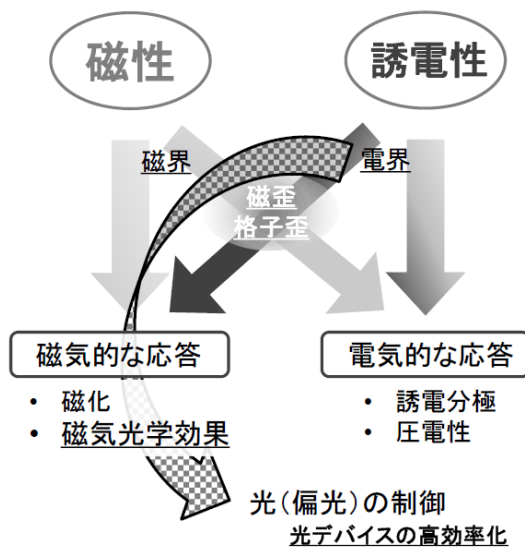 磁性
誘電性
磁界
電界
磁歪
格子歪
磁気的な応答
電気的な応答
• 磁化
• 磁気光学効果
• 誘電分極
• 圧電性
光(偏光)の制御
光デバイスの高効率化